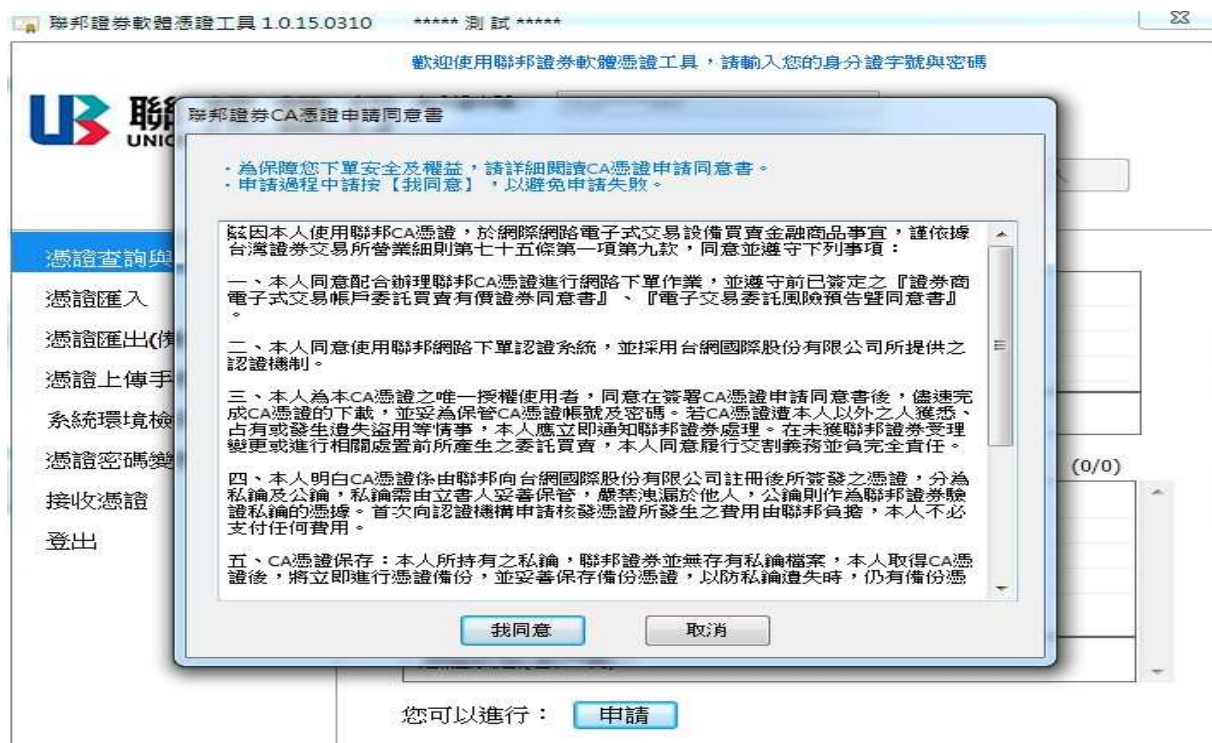 聯邦證券軟體憑證工具 1.0.15.0310 ***** 測 試 *****
歡迎使用聯邦證券軟體憑證工具，請輸入您的身分證字號與密碼
聯邦證券CA憑證申請同意書
．為保障您下單安全及權益，請詳細閱讀CA憑證申請同意書。
．申請過程中請按【我同意】，以避免申請失敗。
茲因本人使用聯邦CA憑證，於網際網路電子式交易設備買賣金融商品事宜，謹依據
台灣證券交易所營業細則第七十五條第一項第九款，同意並遵守下列事項：
一、本人同意配合辦理聯邦CA憑證進行網路下單作業，並遵守前已簽定之『證券商
電子式交易帳戶委託買賣有價證券同意書』、『電子交易委託風險預告暨同意書』
。
二、本人同意使用聯邦網路下單認證系統，並採用台網國際股份有限公司所提供之
認證機制。
三、本人為本CA憑證之唯一授權使用者，同意在簽署CA憑證申請同意書後，儘速完
成CA憑證的下載，並妥為保管CA憑證帳號及密碼。若CA憑證遭本人以外之人獲悉、
占有或發生遺失盜用等情事，本人應立即通知聯邦證券處理。在未獲聯邦證券受理
變更或進行相關處置前所產生之委託買賣，本人同意履行交割義務並負完全責任。
四、本人明白CA憑證係由聯邦向台網國際股份有限公司註冊後所簽發之憑證，分為
私鑰及公鑰，私鑰需由立書人妥善保管，嚴禁洩漏於他人，公鑰則作為聯邦證券驗
證私鑰的憑據。首次向認證機構申請核發憑證所發生之費用由聯邦負擔，本人不必
支付任何費用。
五、CA憑證保存：本人所持有之私鑰，聯邦證券並無存有私鑰檔案，本人取得CA憑
證後，將立即進行憑證備份，並妥善保存備份憑證，以防私鑰遺失時，仍有備份憑
我同意 取消
聯
UNIO
憑證查詢與
憑證匯入
憑證匯出(備
憑證上傳手
系統環境檢
憑證密碼變
接收憑證
登出
(0/0)
您可以進行： 申請